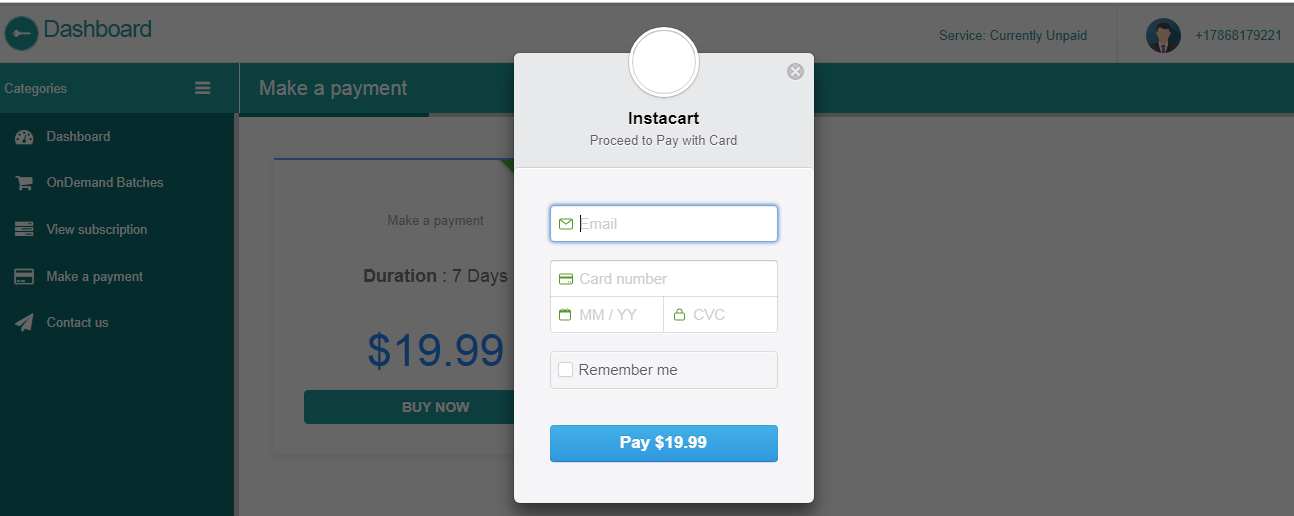 Dashboard
Service: Currently Unpaid
+17868179221
Categories
Make a payment
Dashboard
OnDemand Batches
View subscription
Make a payment
Contact us
Make a payment
Duration : 7 Days
$19.99
BUY NOW
Instacart
Proceed to Pay with Card
Email
Card number
MM / YY
CVC
Remember me
Pay $19.99